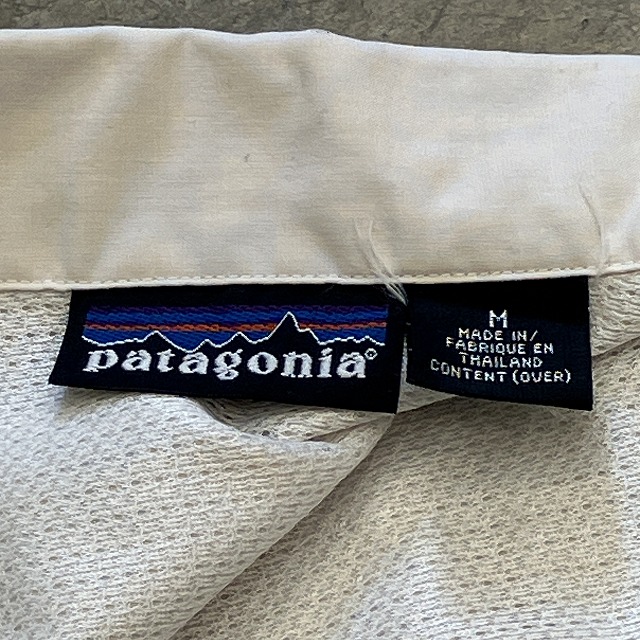 patagonia®
M
MADE IN/
FABRIQUE EN
THAILAND
CONTENT (OVER)